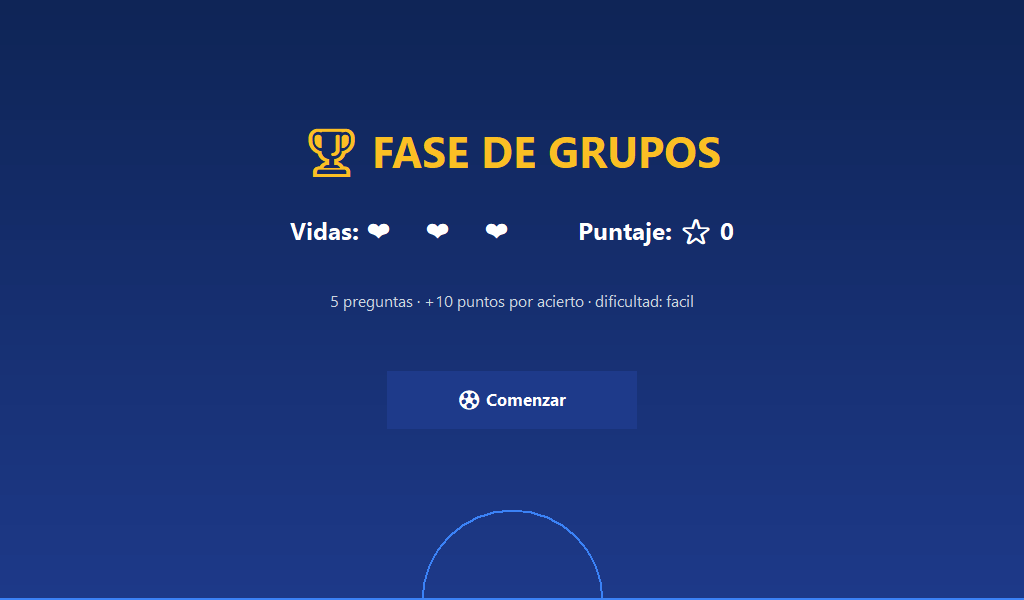 🏆 FASE DE GRUPOS
Vidas: ❤ ❤ ❤ Puntaje: ☆ 0
5 preguntas · +10 puntos por acierto · dificultad: facil
⚽ Comenzar